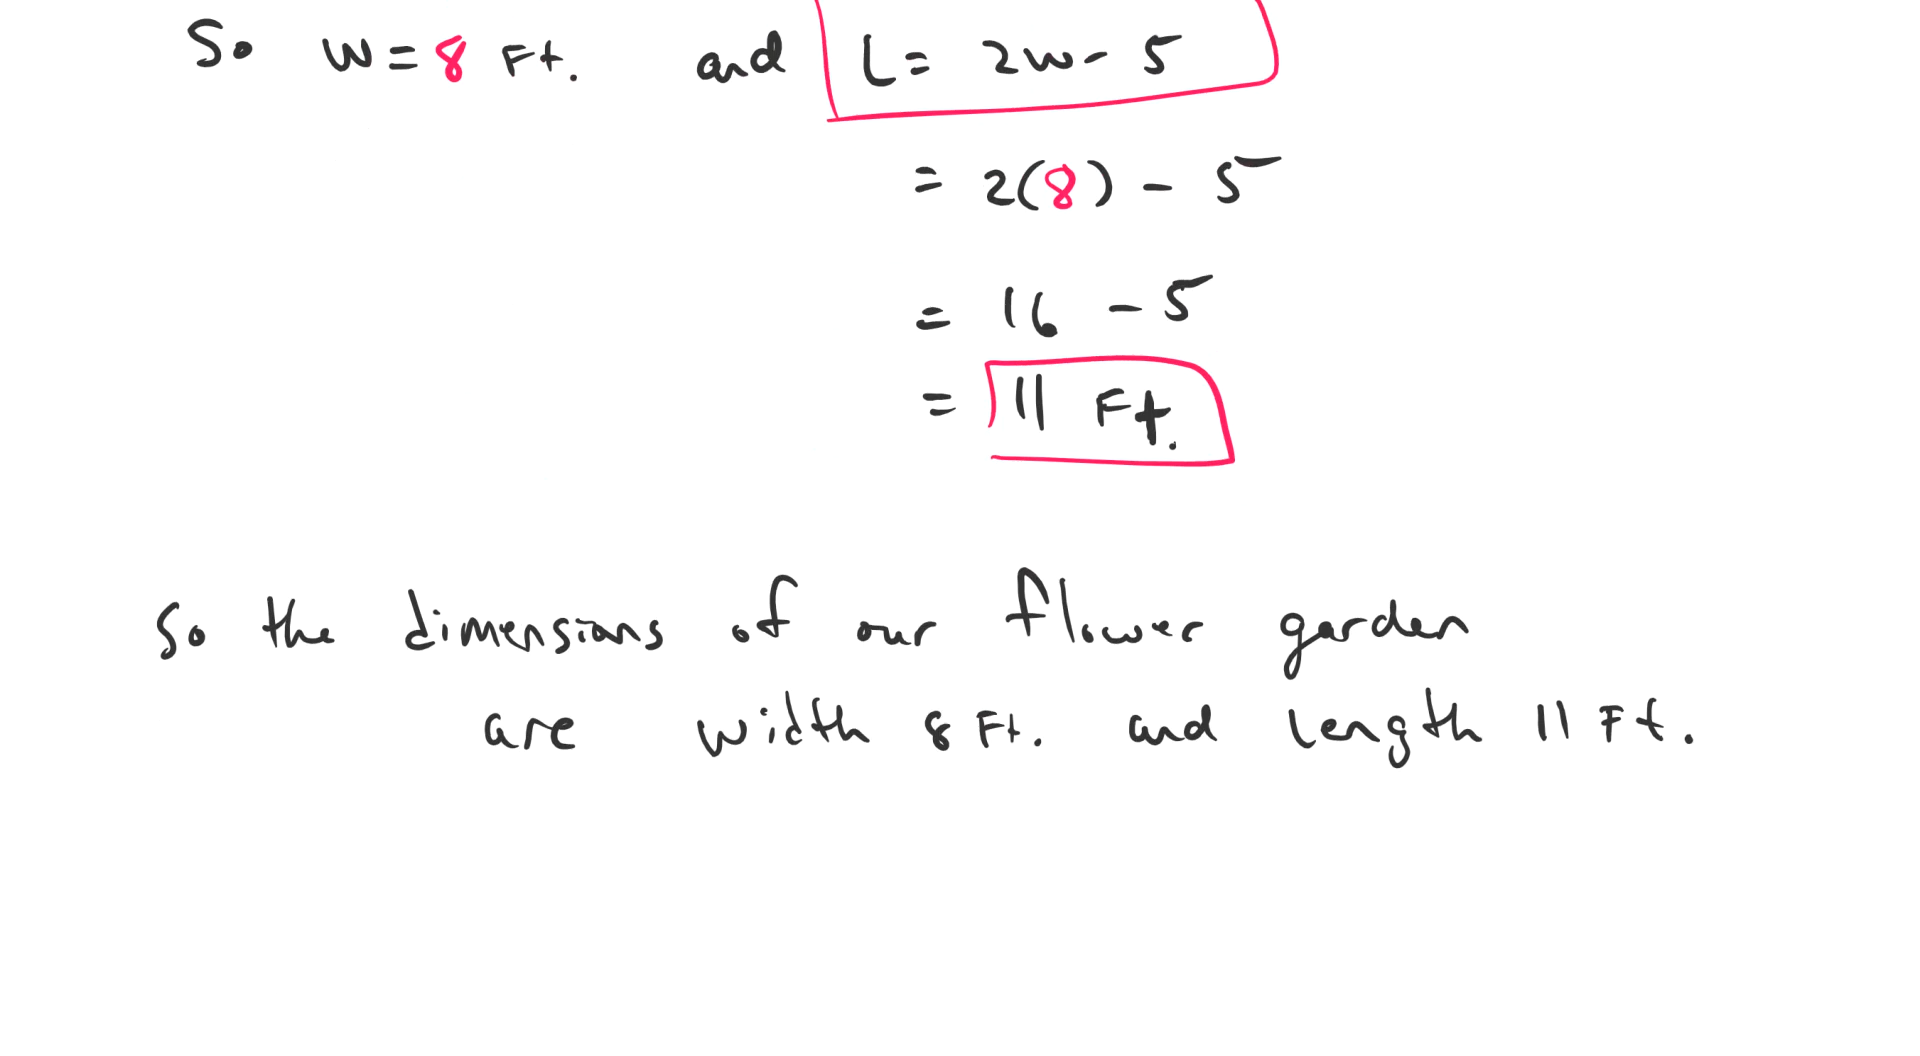 So w = 8 Ft. and L = 2w - 5
= 2(8) - 5
= 16 - 5
= 11 Ft.
So the dimensions of our flower garden
are width 8 Ft. and length 11 Ft.